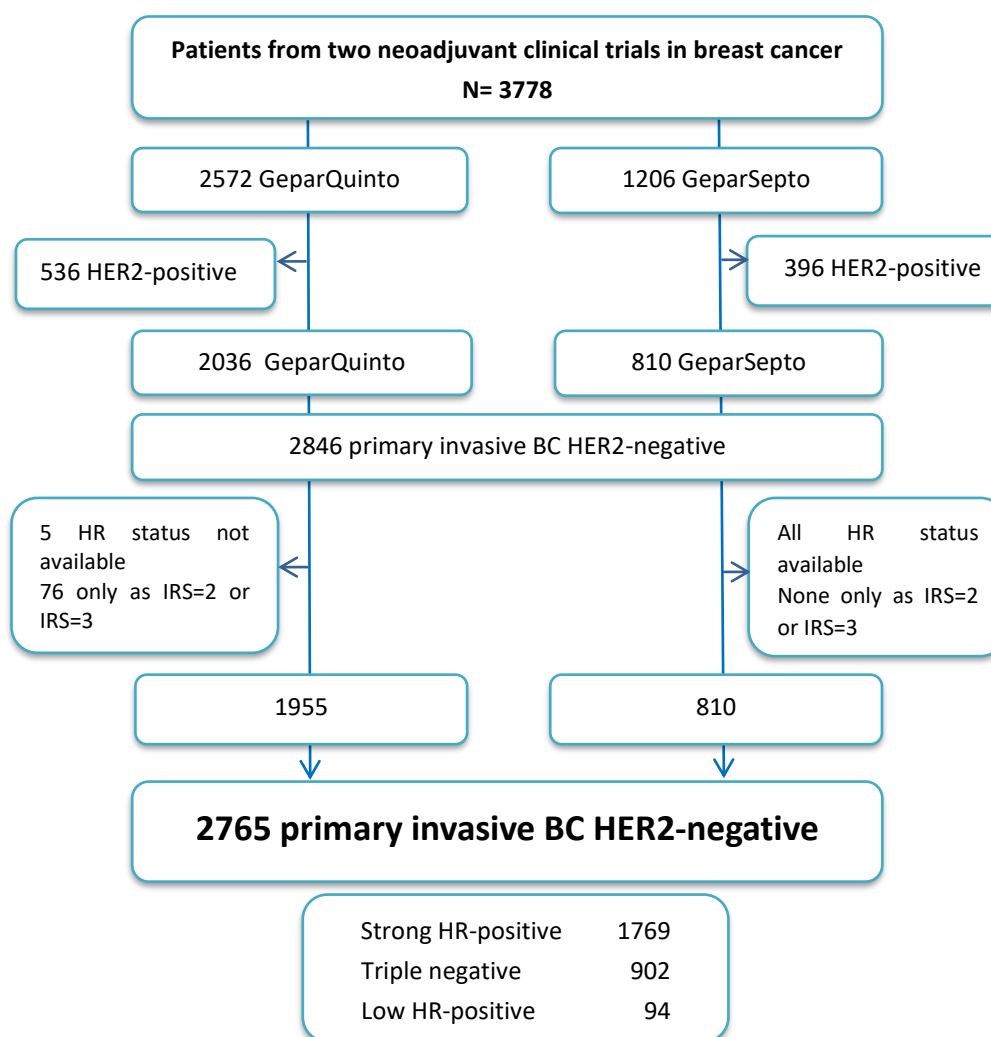 Patients from two neoadjuvant clinical trials in breast cancer
N= 3778
2572 GeparQuinto
1206 GeparSepto
536 HER2-positive
396 HER2-positive
2036 GeparQuinto
810 GeparSepto
2846 primary invasive BC HER2-negative
5 HR status not
available
76 only as IRS=2 or
IRS=3
All HR status
available
None only as IRS=2
or IRS=3
1955
810
2765 primary invasive BC HER2-negative
Strong HR-positive 1769
Triple negative 902
Low HR-positive 94